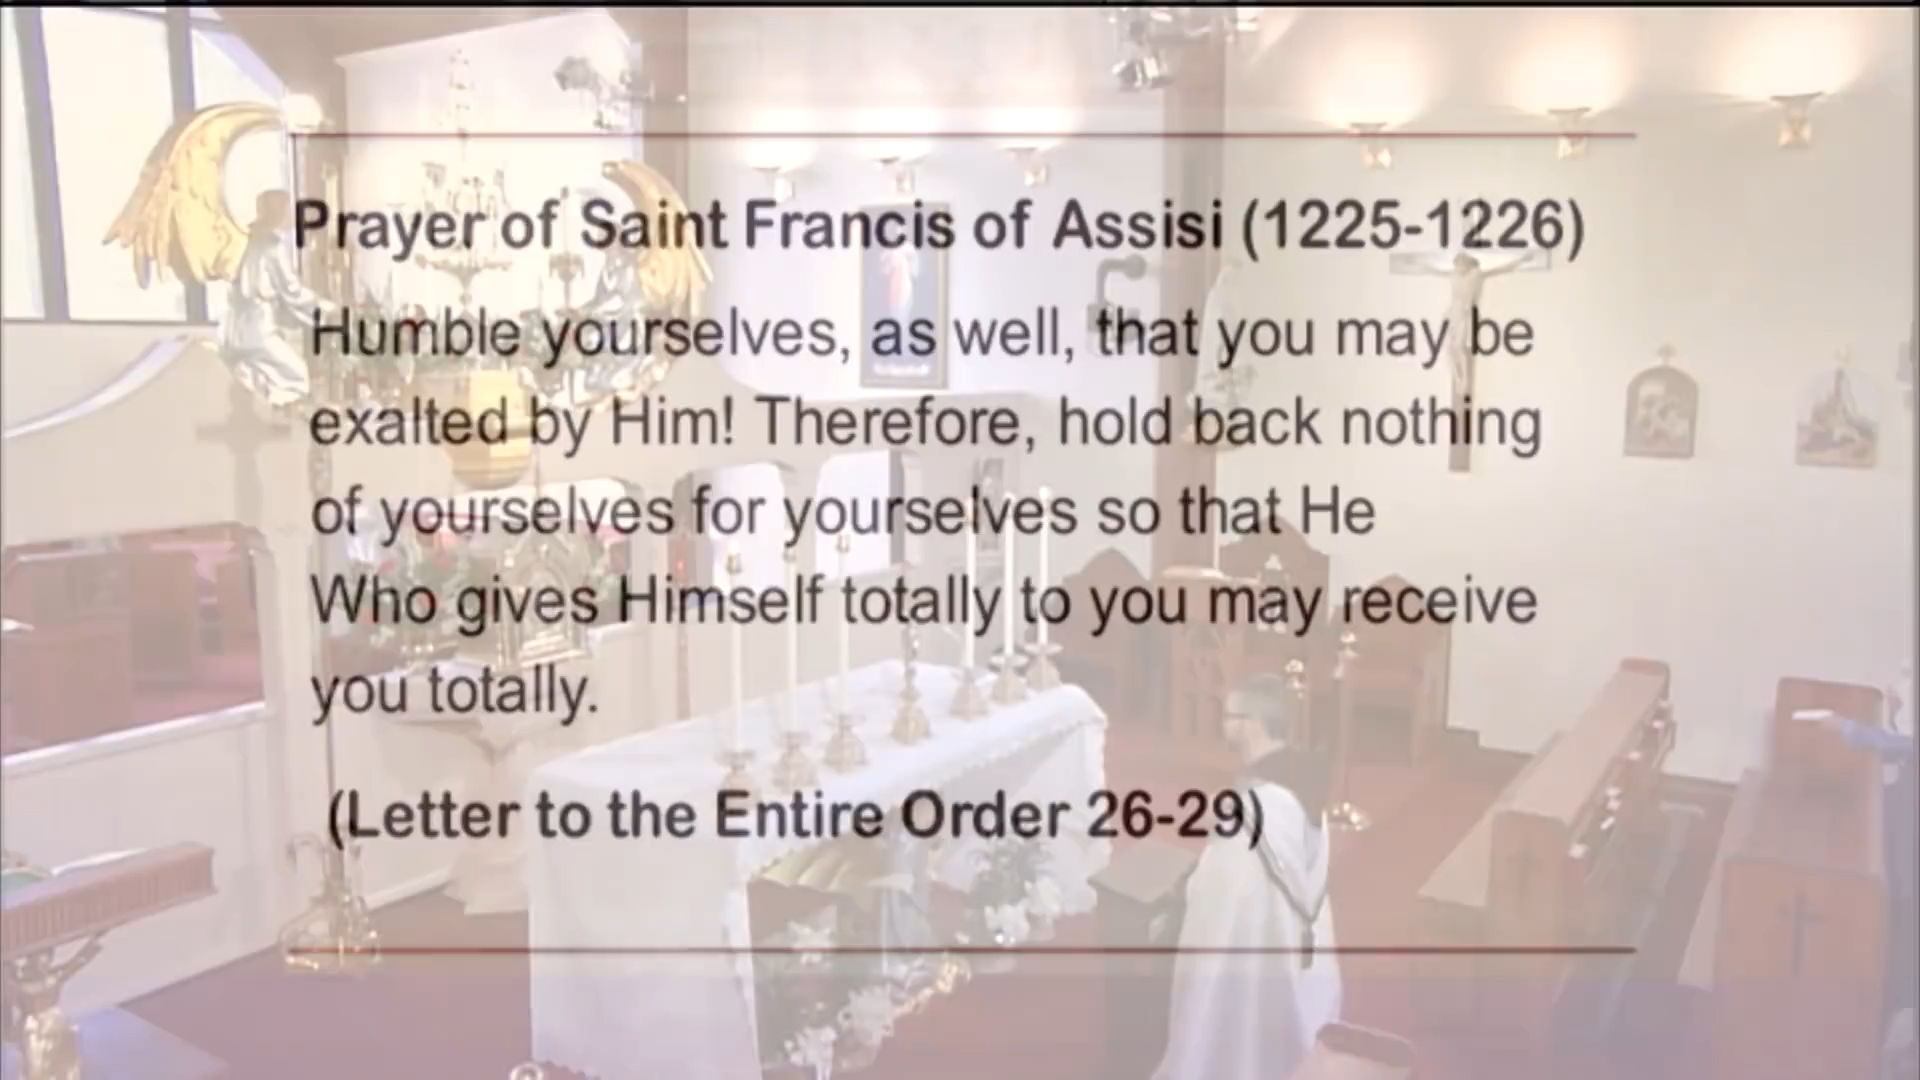 Prayer of Saint Francis of Assisi (1225-1226)
Humble yourselves, as well, that you may be
exalted by Him! Therefore, hold back nothing
of yourselves for yourselves so that He
Who gives Himself totally to you may receive
you totally.
(Letter to the Entire Order 26-29)